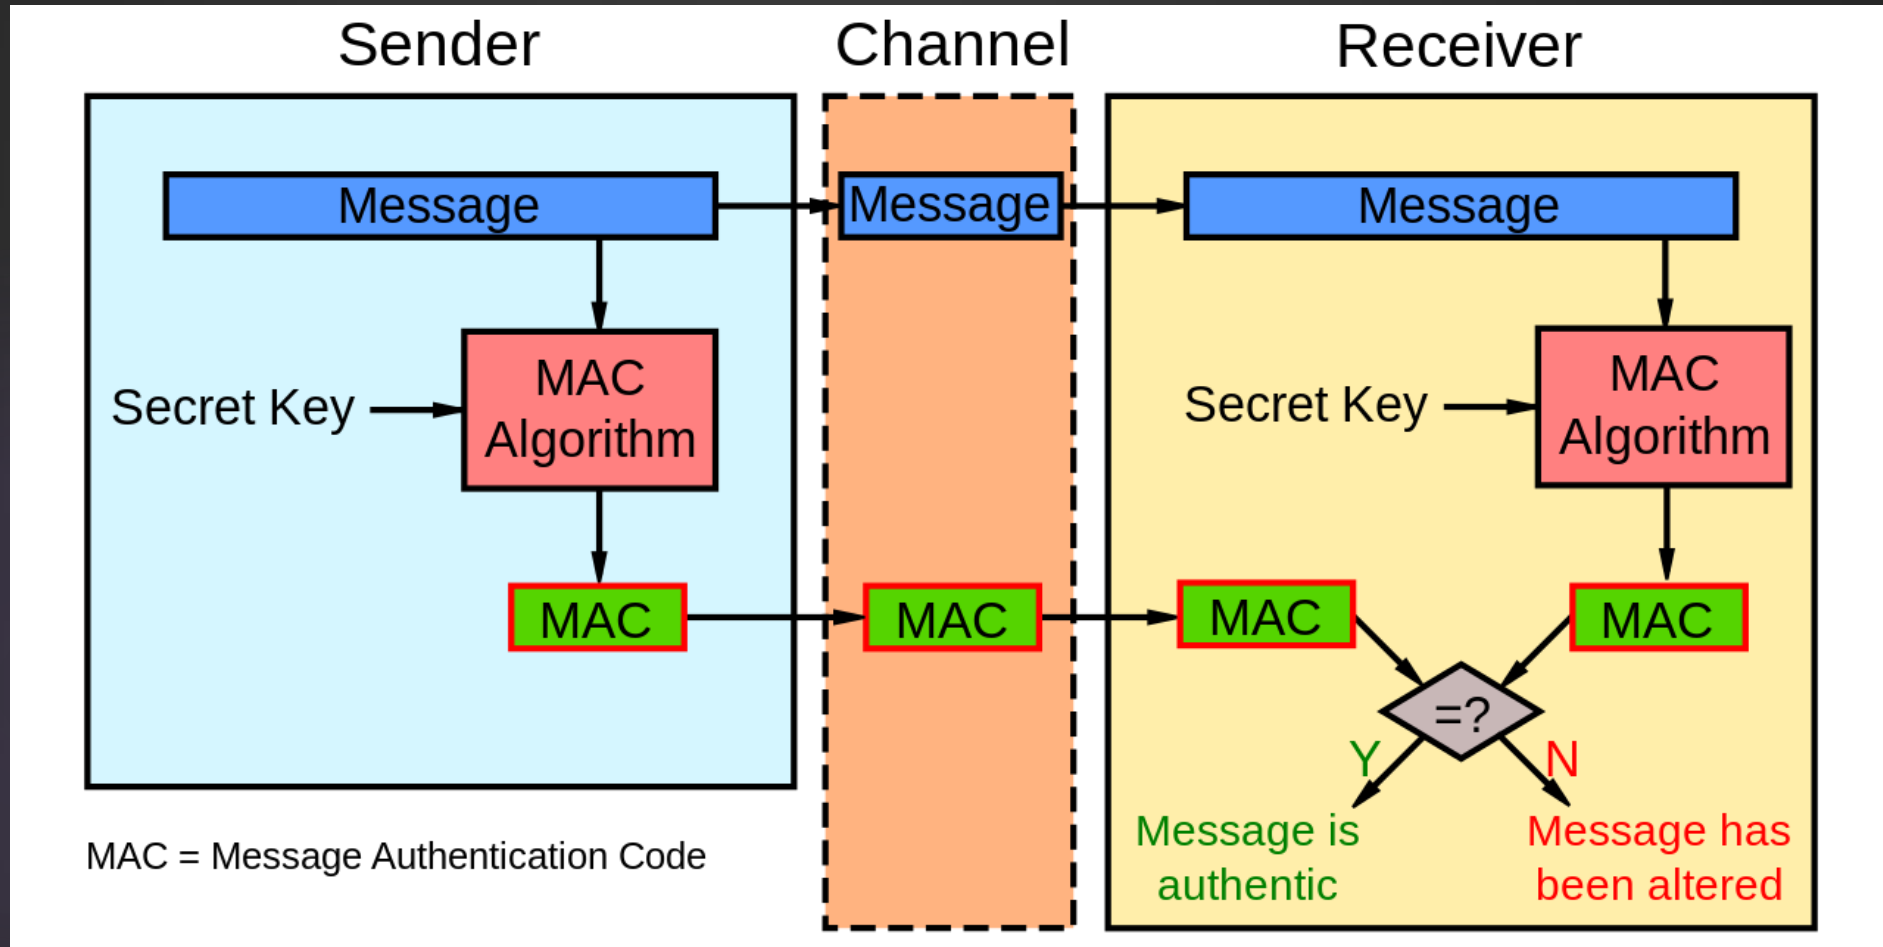 Sender
Channel
Receiver
Message
Message
Message
Secret Key
MAC
Algorithm
Secret Key
MAC
Algorithm
MAC
MAC
MAC
MAC
=?
Y
N
Message is
authentic
Message has
been altered
MAC = Message Authentication Code